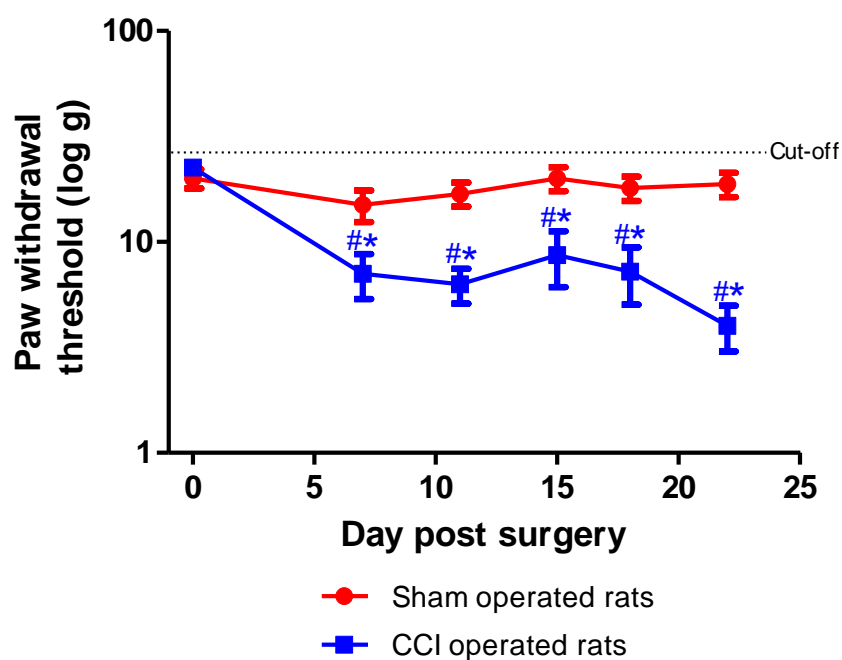 100
10
1
Paw withdrawal
threshold (log g)
Cut-off
#*
#*
#*
#*
#*
0 5 10 15 20 25
Day post surgery
Sham operated rats
CCI operated rats